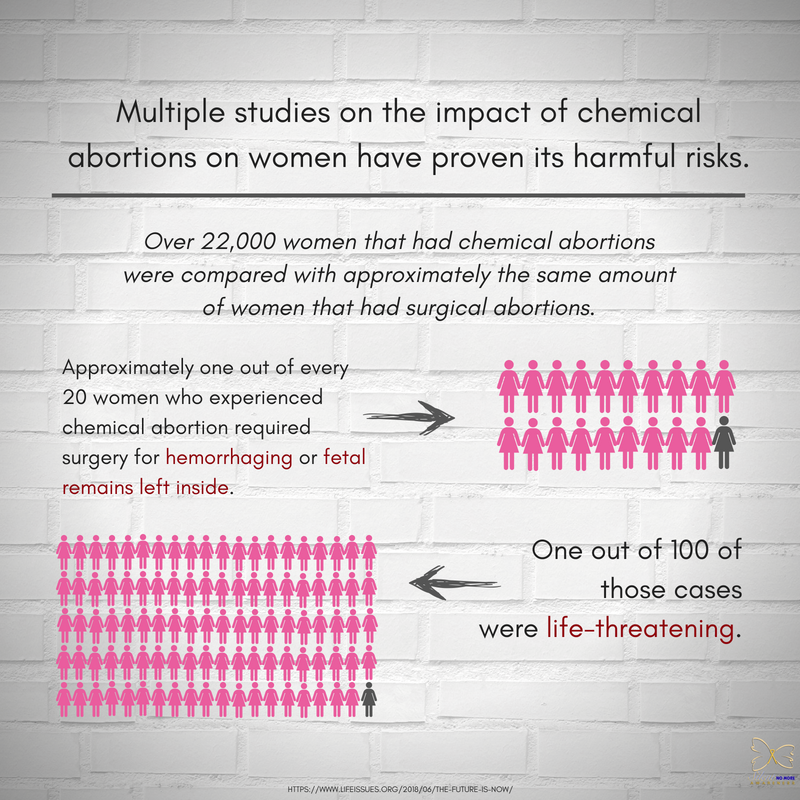 Multiple studies on the impact of chemical
abortions on women have proven its harmful risks.
Over 22,000 women that had chemical abortions
were compared with approximately the same amount
of women that had surgical abortions.
Approximately one out of every
20 women who experienced
chemical abortion required
surgery for hemorrhaging or fetal
remains left inside.
One out of 100 of
those cases
were life-threatening.
NO MORE
HTTPS://WWW.LIFEISSUES.ORG/2018/06/THE-FUTURE-IS-NOW/